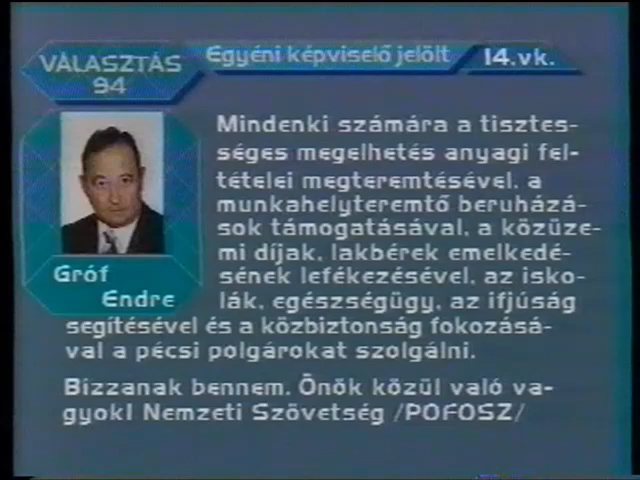 VÁLASZTÁS
94
Egyéni képviselő jelölt
14.vk.
Gróf
Endre
Mindenki számára a tisztes-
séges megelhetés anyagi fel-
tételei megteremtésével, a
munkahelyteremtő beruházá-
sok támogatásával, a közüze-
mi díjak, lakbérek emelkedé-
sének lefékezésével, az isko-
lák, egészségügy, az ifjúság
segítésével és a közbiztonság fokozásá-
val a pécsi polgárokat szolgálni.
Bizzanak bennem. Önök közül való va-
gyok! Nemzeti Szövetség /POFOSZ/